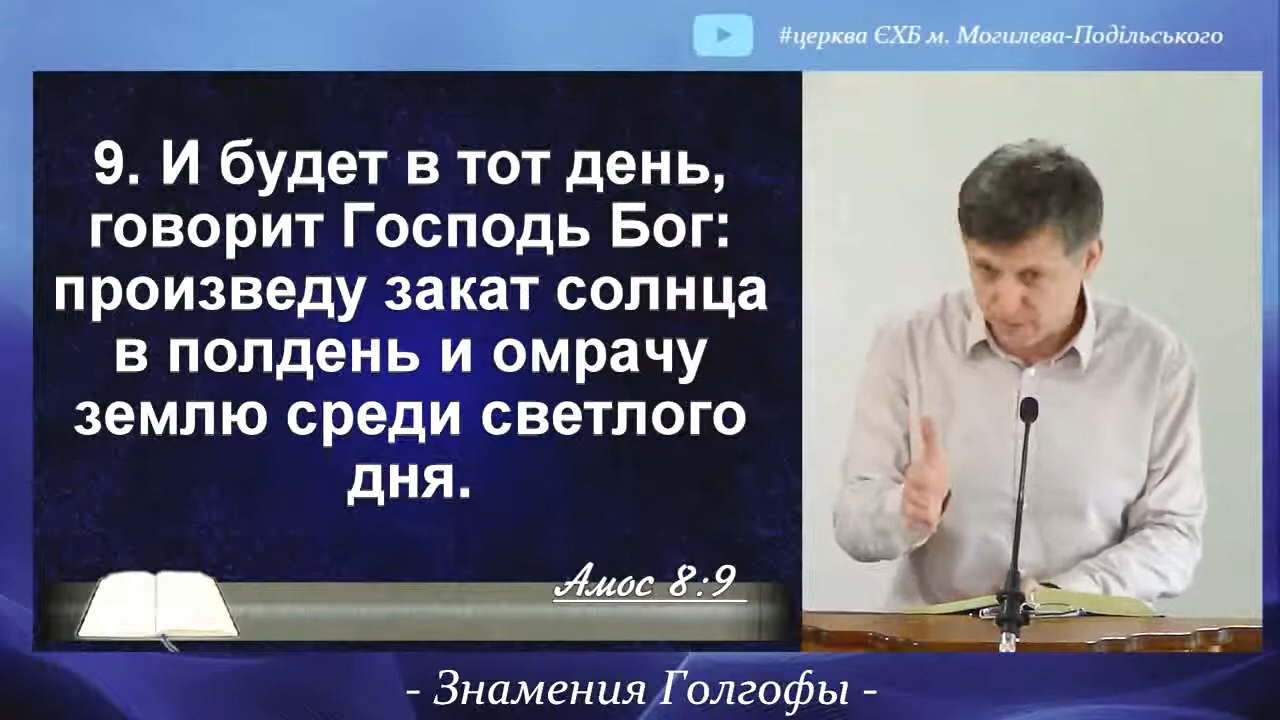 #церква ЄХБ м. Могилева-Подільського
9. И будет в тот день,
говорит Господь Бог:
произведу закат солнца
в полдень и омрачу
землю среди светлого
дня.
Амос 8:9
- Знамения Голгофы -